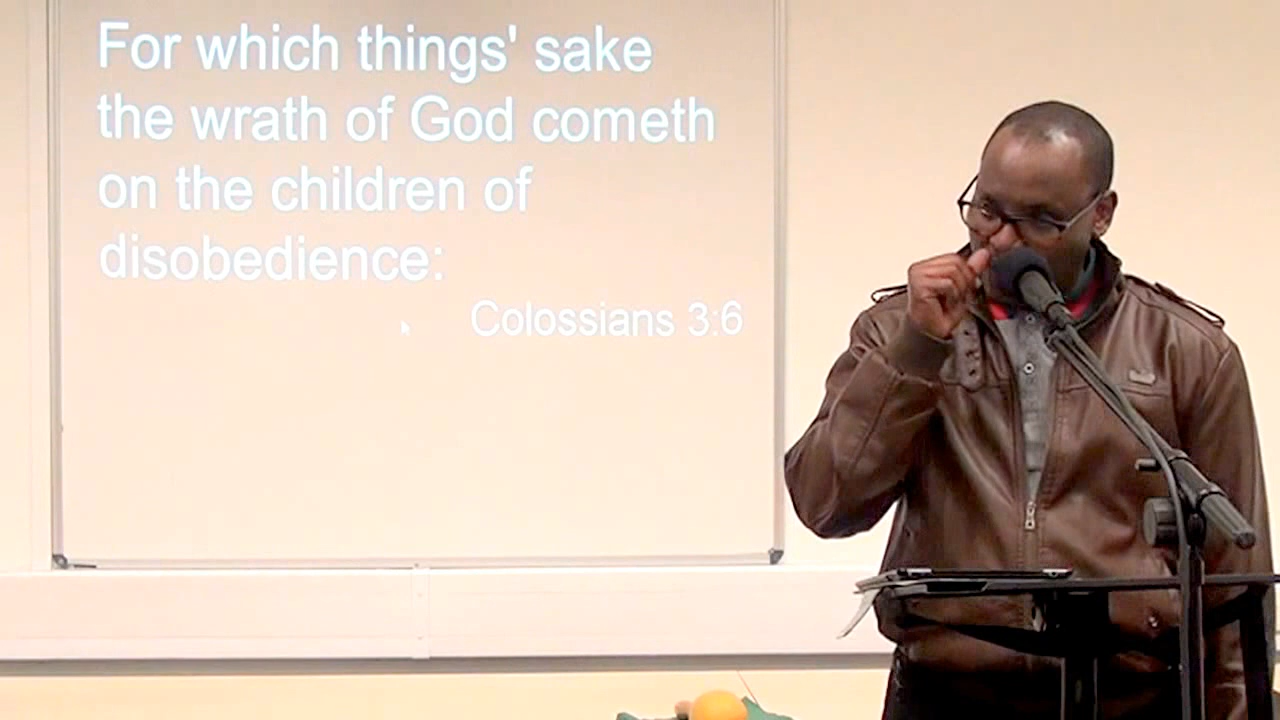 For which things' sake
the wrath of God cometh
on the children of
disobedience:
Colossians 3:6